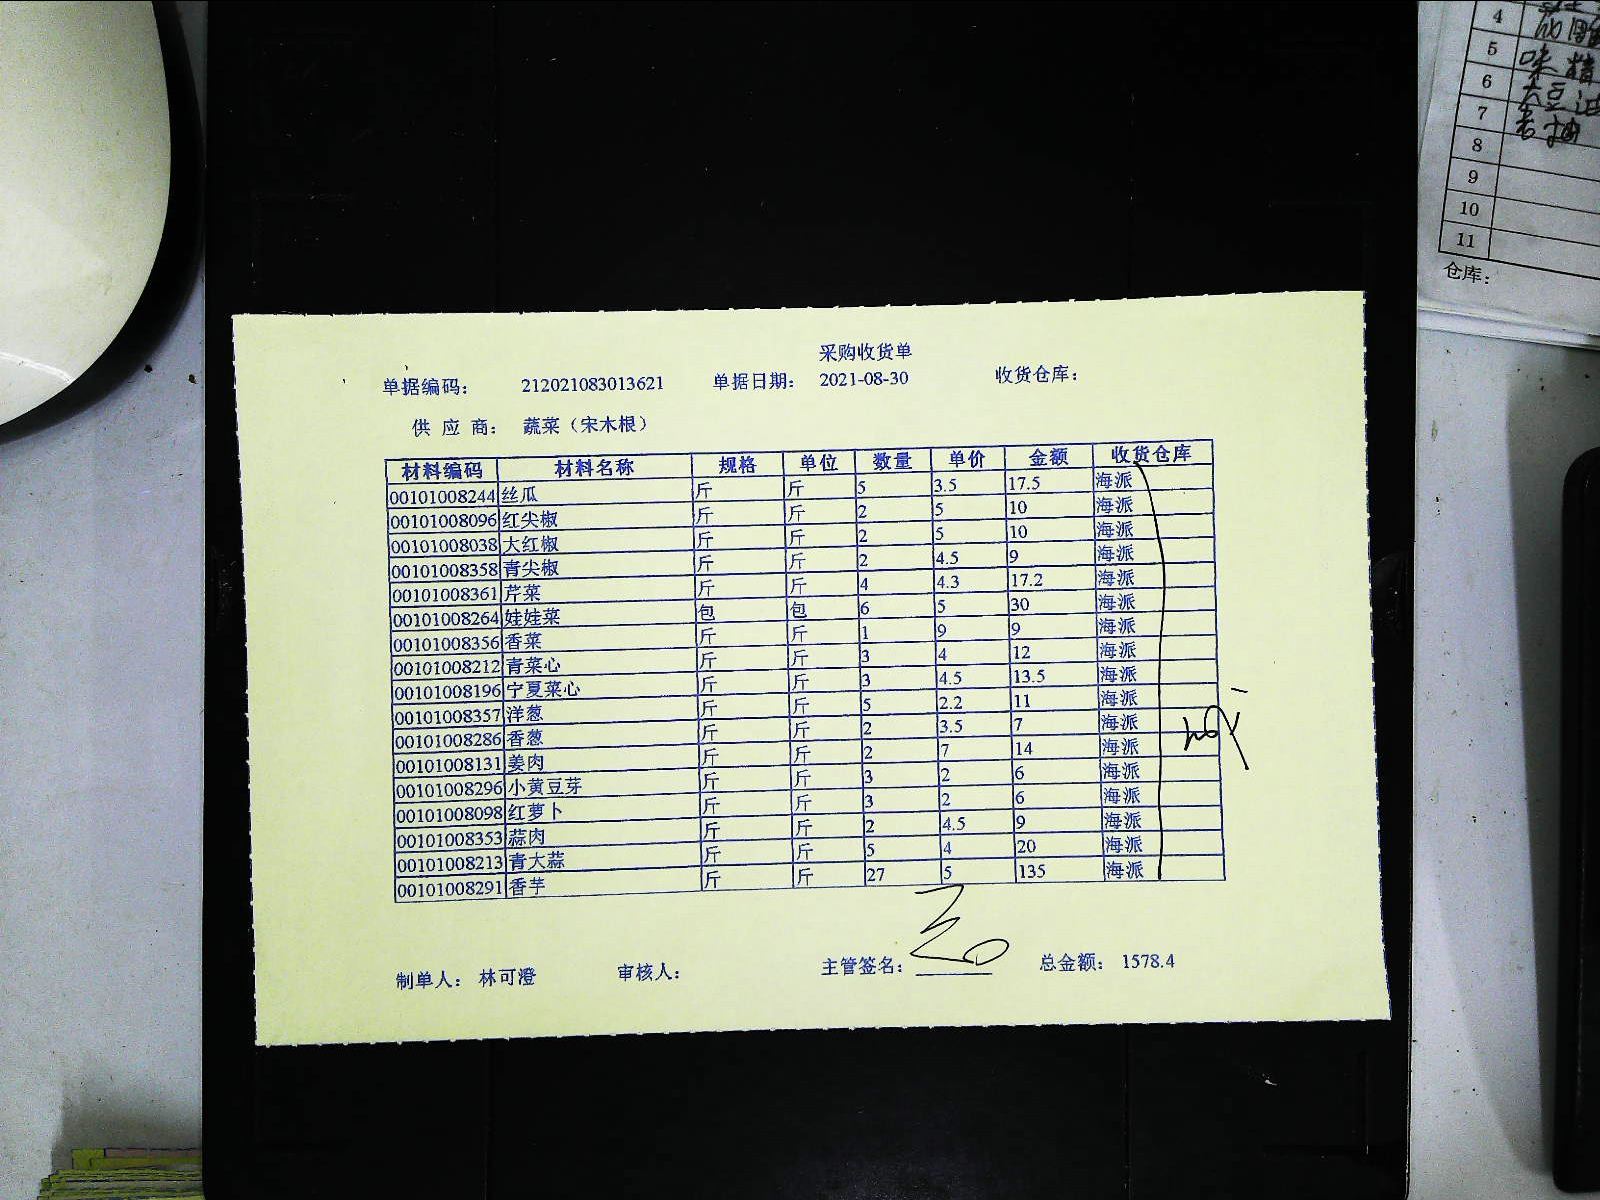 采购收货单
单据编码： 212021083013621 单据日期： 2021-08-30 收货仓库：
供 应 商： 蔬菜（宋木根）
材料编码 材料名称 规格 单位 数量 单价 金额 收货仓库
00101008244 丝瓜 斤 斤 5 3.5 17.5 海派
00101008096 红尖椒 斤 斤 2 5 10 海派
00101008038 大红椒 斤 斤 2 5 10 海派
00101008358 青尖椒 斤 斤 2 4.5 9 海派
00101008361 芹菜 斤 斤 4 4.3 17.2 海派
00101008264 娃娃菜 包 包 6 5 30 海派
00101008356 香菜 斤 斤 1 9 9 海派
00101008212 青菜心 斤 斤 3 4 12 海派
00101008196 宁夏菜心 斤 斤 3 4.5 13.5 海派
00101008357 洋葱 斤 斤 5 2.2 11 海派
00101008286 香葱 斤 斤 2 3.5 7 海派
00101008131 姜肉 斤 斤 2 7 14 海派
00101008296 小黄豆芽 斤 斤 3 2 6 海派
00101008098 红萝卜 斤 斤 3 2 6 海派
00101008353 蒜肉 斤 斤 2 4.5 9 海派
00101008213 青大蒜 斤 斤 5 4 20 海派
00101008291 香芋 斤 斤 27 5 135 海派
制单人： 林可澄 审核人： 主管签名： 总金额： 1578.4
4
5 味精
6 大豆油
7 老抽
8
9
10
11
仓库：